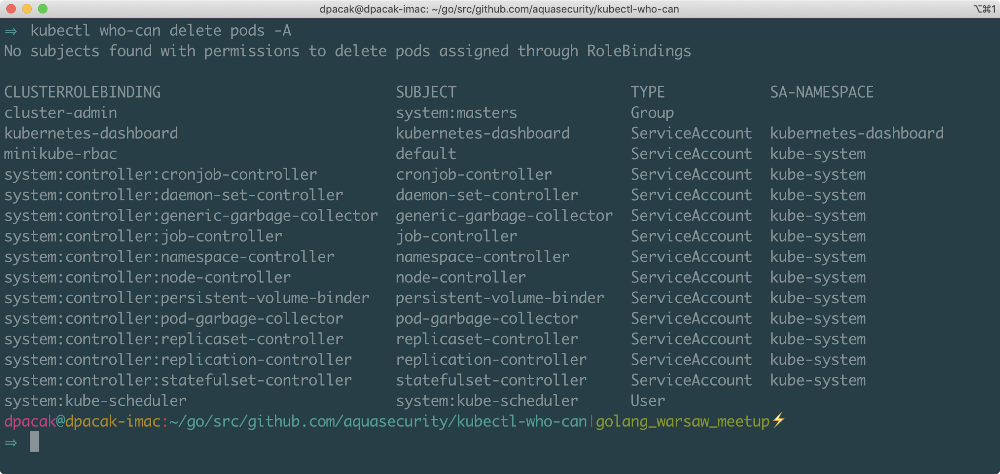 dpacak@dpacak-imac: ~/go/src/github.com/aquasecurity/kubectl-who-can ⌥⌘1
⇒ kubectl who-can delete pods -A
No subjects found with permissions to delete pods assigned through RoleBindings
CLUSTERROLEBINDING SUBJECT TYPE SA-NAMESPACE
cluster-admin system:masters Group
kubernetes-dashboard kubernetes-dashboard ServiceAccount kubernetes-dashboard
minikube-rbac default ServiceAccount kube-system
system:controller:cronjob-controller cronjob-controller ServiceAccount kube-system
system:controller:daemon-set-controller daemon-set-controller ServiceAccount kube-system
system:controller:generic-garbage-collector generic-garbage-collector ServiceAccount kube-system
system:controller:job-controller job-controller ServiceAccount kube-system
system:controller:namespace-controller namespace-controller ServiceAccount kube-system
system:controller:node-controller node-controller ServiceAccount kube-system
system:controller:persistent-volume-binder persistent-volume-binder ServiceAccount kube-system
system:controller:pod-garbage-collector pod-garbage-collector ServiceAccount kube-system
system:controller:replicaset-controller replicaset-controller ServiceAccount kube-system
system:controller:replication-controller replication-controller ServiceAccount kube-system
system:controller:statefulset-controller statefulset-controller ServiceAccount kube-system
system:kube-scheduler system:kube-scheduler User
dpacak@dpacak-imac:~/go/src/github.com/aquasecurity/kubectl-who-can|golang_warsaw_meetup⚡
⇒